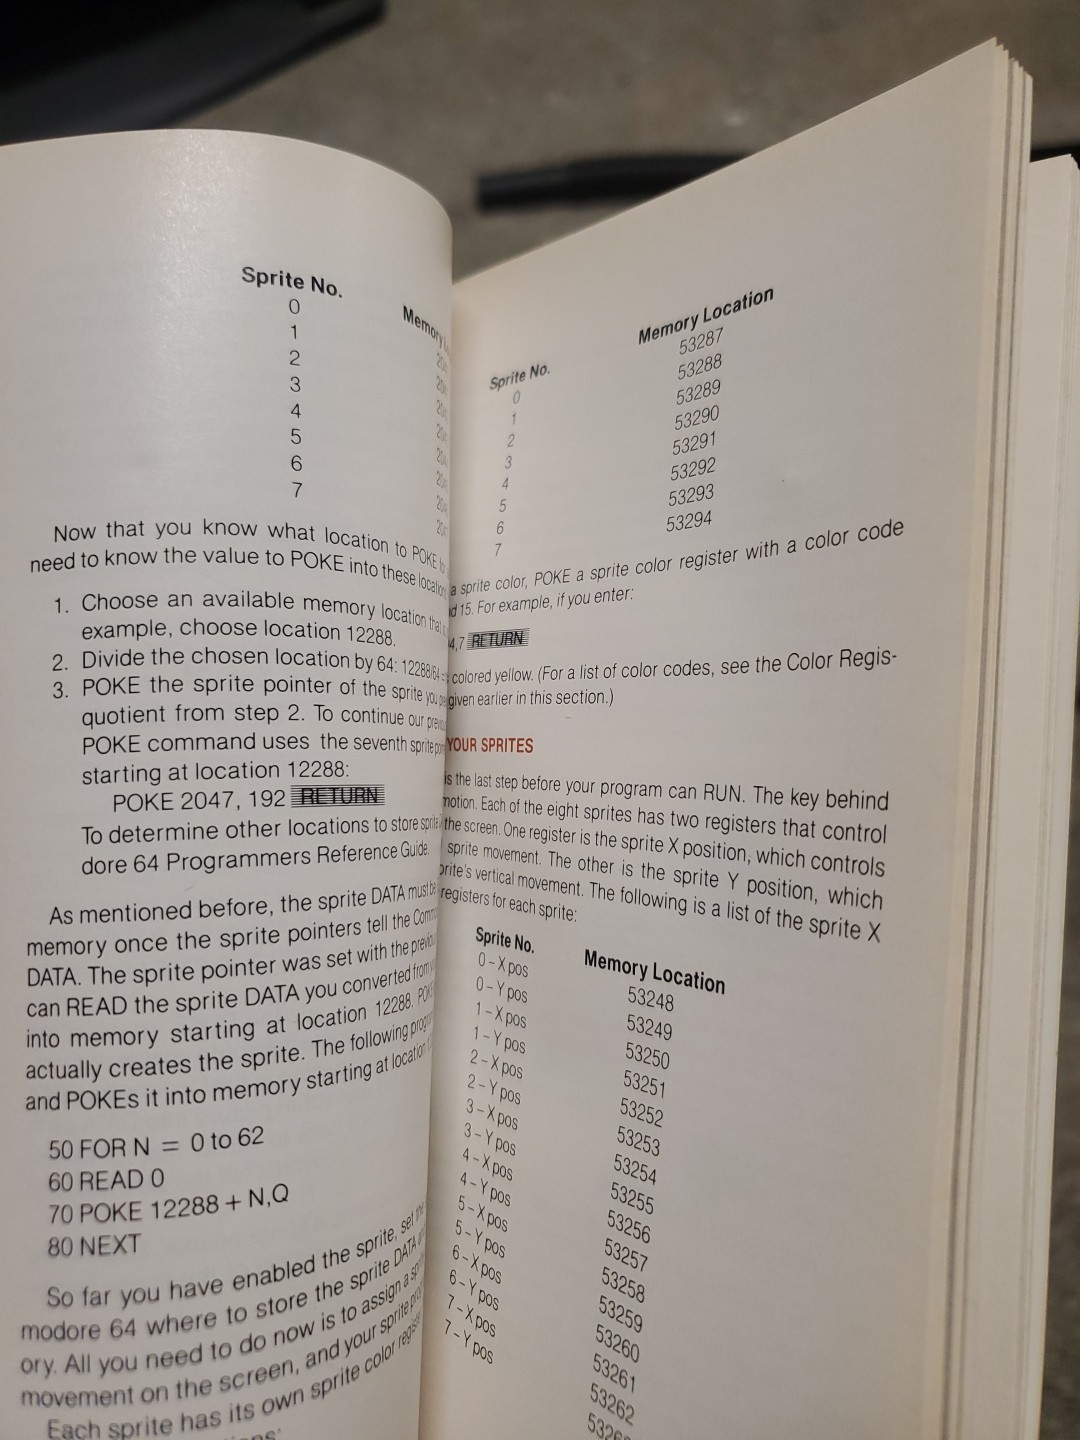 Sprite No.
0
1
2
3
4
5
6
7
Now that you know what location to POKE
need to know the value to POKE into these
1. Choose an available memory location
example, choose location 12288.
2. Divide the chosen location by 64: 12288/64
3. POKE the sprite pointer of the sprite you
quotient from step 2. To continue our
POKE command uses the seventh sprite
starting at location 12288:
POKE 2047, 192 RETURN
To determine other locations to store
dore 64 Programmers Reference Guide.
As mentioned before, the sprite DATA must be
memory once the sprite pointers tell the
DATA. The sprite pointer was set with the
can READ the sprite DATA you converted from
into memory starting at location 12288.
actually creates the sprite. The following
and POKEs it into memory starting at location
50 FOR N = 0 to 62
60 READ 0
70 POKE 12288 + N,Q
80 NEXT
So far you have enabled the sprite, set
modore 64 where to store the sprite DATA
ory. All you need to do now is to assign a
movement on the screen, and your sprite
Each sprite has its own sprite color
Sprite No. Memory Location
0 53287
1 53288
2 53289
3 53290
4 53291
5 53292
6 53293
7 53294
a sprite color, POKE a sprite color register with a color code
15. For example, if you enter:
4,7 RETURN
colored yellow. (For a list of color codes, see the Color Regis-
given earlier in this section.)
YOUR SPRITES
is the last step before your program can RUN. The key behind
motion. Each of the eight sprites has two registers that control
the screen. One register is the sprite X position, which controls
sprite movement. The other is the sprite Y position, which
sprite's vertical movement. The following is a list of the sprite X
registers for each sprite:
Sprite No. Memory Location
0-X pos 53248
0-Y pos 53249
1-X pos 53250
1-Y pos 53251
2-X pos 53252
2-Y pos 53253
3-X pos 53254
3-Y pos 53255
4-X pos 53256
4-Y pos 53257
5-X pos 53258
5-Y pos 53259
6-X pos 53260
6-Y pos 53261
7-X pos 53262
7-Y pos